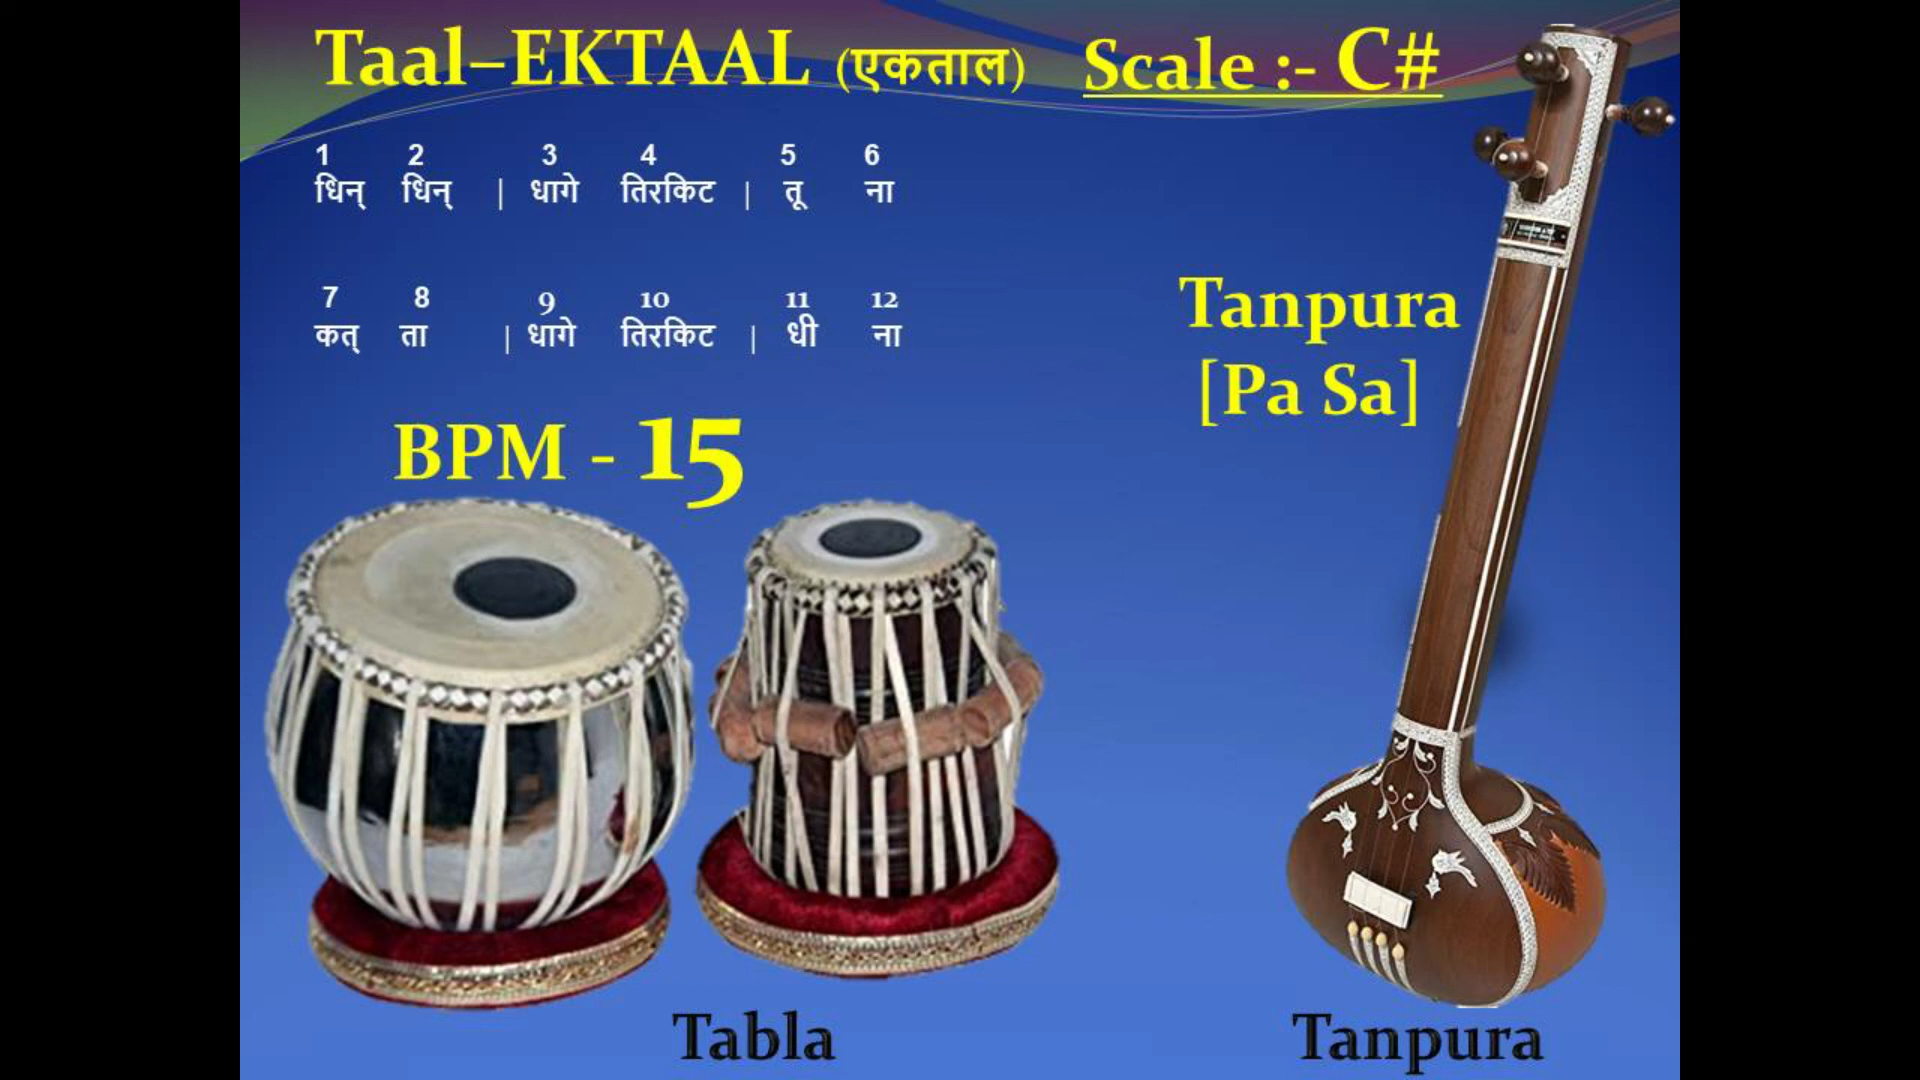 Taal–EKTAAL (एकताल) Scale :- C#
1 2 3 4 5 6
धिन् धिन् | धागे तिरकिट | तू ना
7 8 9 10 11 12
कत् ता | धागे तिरकिट | धी ना
Tanpura
[Pa Sa]
BPM - 15
Tabla
Tanpura